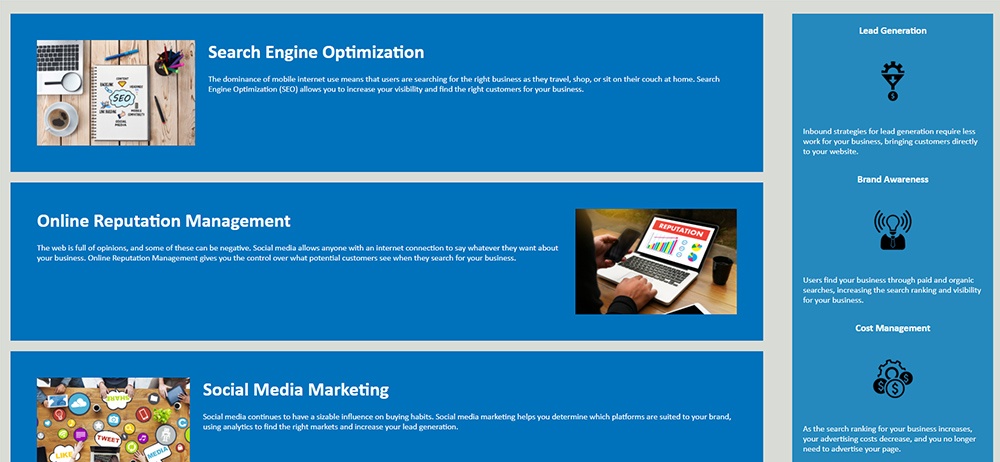 Search Engine Optimization
The dominance of mobile internet use means that users are searching for the right business as they travel, shop, or sit on their couch at home. Search
Engine Optimization (SEO) allows you to increase your visibility and find the right customers for your business.
SEO
Online Reputation Management
The web is full of opinions, and some of these can be negative. Social media allows anyone with an internet connection to say whatever they want about
your business. Online Reputation Management gives you the control over what potential customers see when they search for your business.
REPUTATION
Social Media Marketing
Social media continues to have a sizable influence on buying habits. Social media marketing helps you determine which platforms are suited to your brand,
using analytics to find the right markets and increase your lead generation.
SHARE
TWEET
LIKE
MEDIA
Lead Generation
Inbound strategies for lead generation require less
work for your business, bringing customers directly
to your website.
Brand Awareness
Users find your business through paid and organic
searches, increasing the search ranking and visibility
for your business.
Cost Management
As the search ranking for your business increases,
your advertising costs decrease, and you no longer
need to advertise your page.